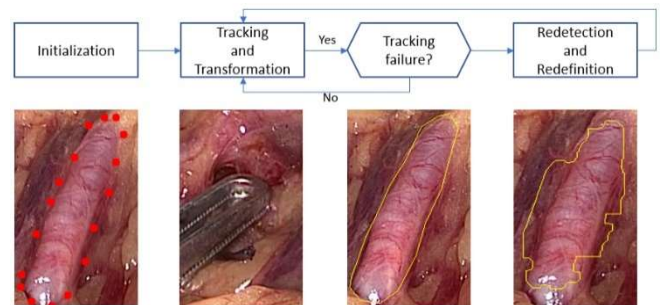 Initialization
Tracking
and
Transformation
Yes
Tracking
failure?
Redetection
and
Redefinition
No